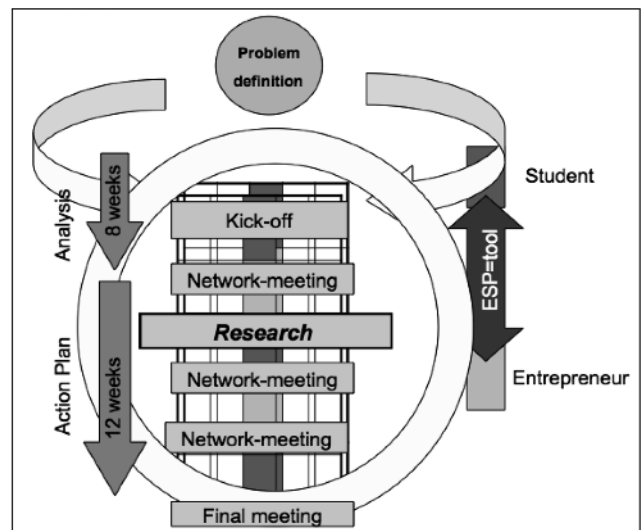 Problem
definition
Analysis
8 weeks
Kick-off
Network-meeting
Research
Network-meeting
Network-meeting
Final meeting
Action Plan
12 weeks
Student
ESP=tool
Entrepreneur